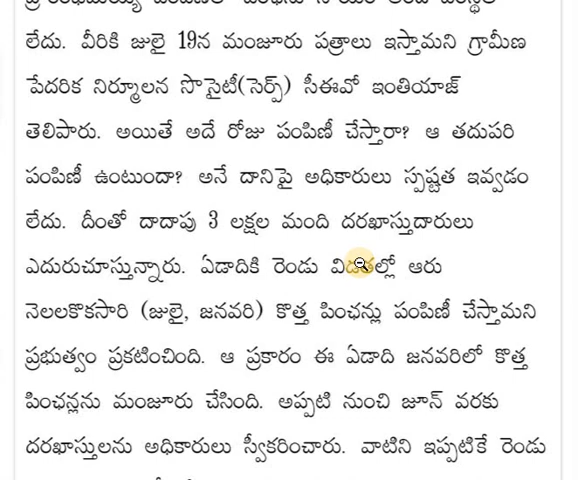 లేదు. వీరికి జులై 19న మంజూరు పత్రాలు ఇస్తామని గ్రామీణ
పేదరిక నిర్మూలన సొసైటీ(సెర్ప్) సీఈవో ఇంతియాజ్
తెలిపారు. అయితే అదే రోజు పంపిణీ చేస్తారా? ఆ తదుపరి
పంపిణీ ఉంటుందా? అనే దానిపై అధికారులు స్పష్టత ఇవ్వడం
లేదు. దీంతో దాదాపు 3 లక్షల మంది దరఖాస్తుదారులు
ఎదురుచూస్తున్నారు. ఏడాదికి రెండు విడతల్లో ఆరు
నెలలకొకసారి (జులై, జనవరి) కొత్త పింఛన్లు పంపిణీ చేస్తామని
ప్రభుత్వం ప్రకటించింది. ఆ ప్రకారం ఈ ఏడాది జనవరిలో కొత్త
పింఛన్లను మంజూరు చేసింది. అప్పటి నుంచి జూన్ వరకు
దరఖాస్తులను అధికారులు స్వీకరించారు. వాటిని ఇప్పటికే రెండు